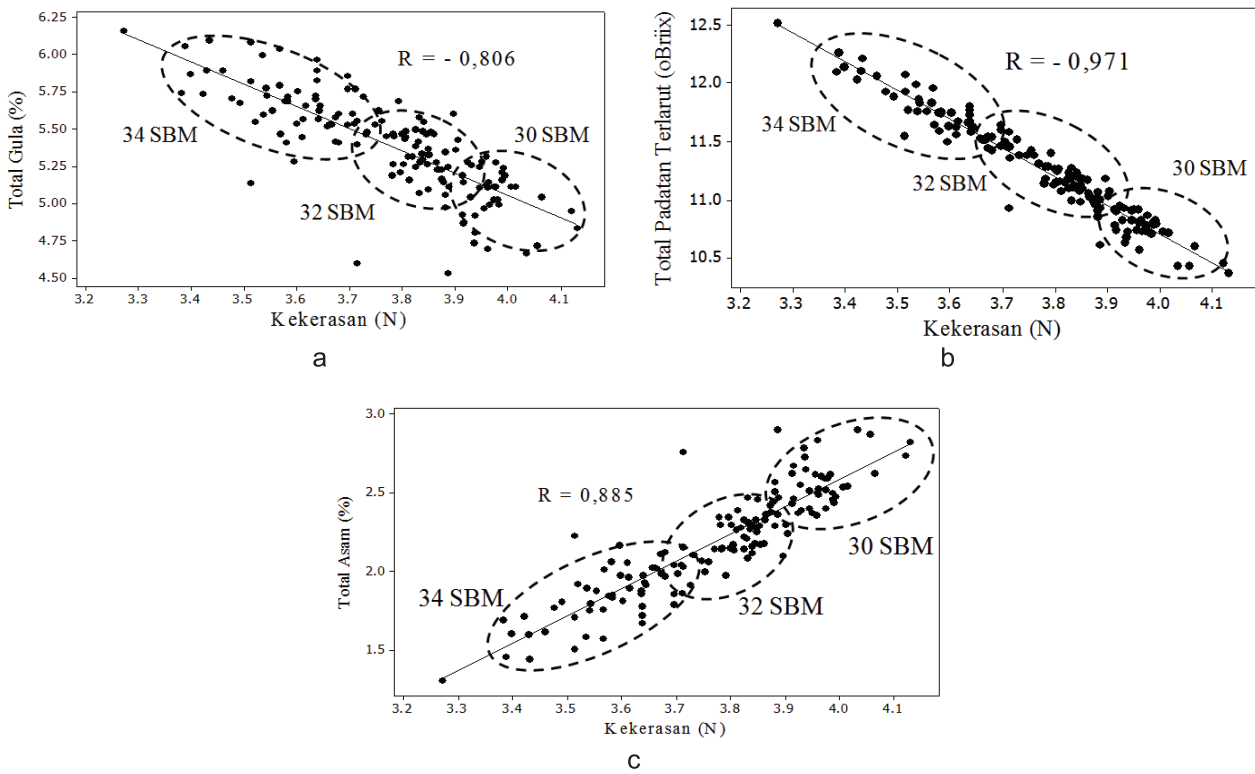 6.25
6.00
5.75
5.50
5.25
5.00
4.75
4.50
Total Gula (%)
R = - 0,806
34 SBM
32 SBM
30 SBM
3.2 3.3 3.4 3.5 3.6 3.7 3.8 3.9 4.0 4.1
Kekerasan (N)
a
12.5
12.0
11.5
11.0
10.5
Total Padatan Terlarut (oBriix)
R = - 0,971
34 SBM
32 SBM
30 SBM
3.2 3.3 3.4 3.5 3.6 3.7 3.8 3.9 4.0 4.1
Kekerasan (N)
b
3.0
2.5
2.0
1.5
Total Asam (%)
R = 0,885
34 SBM
32 SBM
30 SBM
3.2 3.3 3.4 3.5 3.6 3.7 3.8 3.9 4.0 4.1
Kekerasan (N)
c